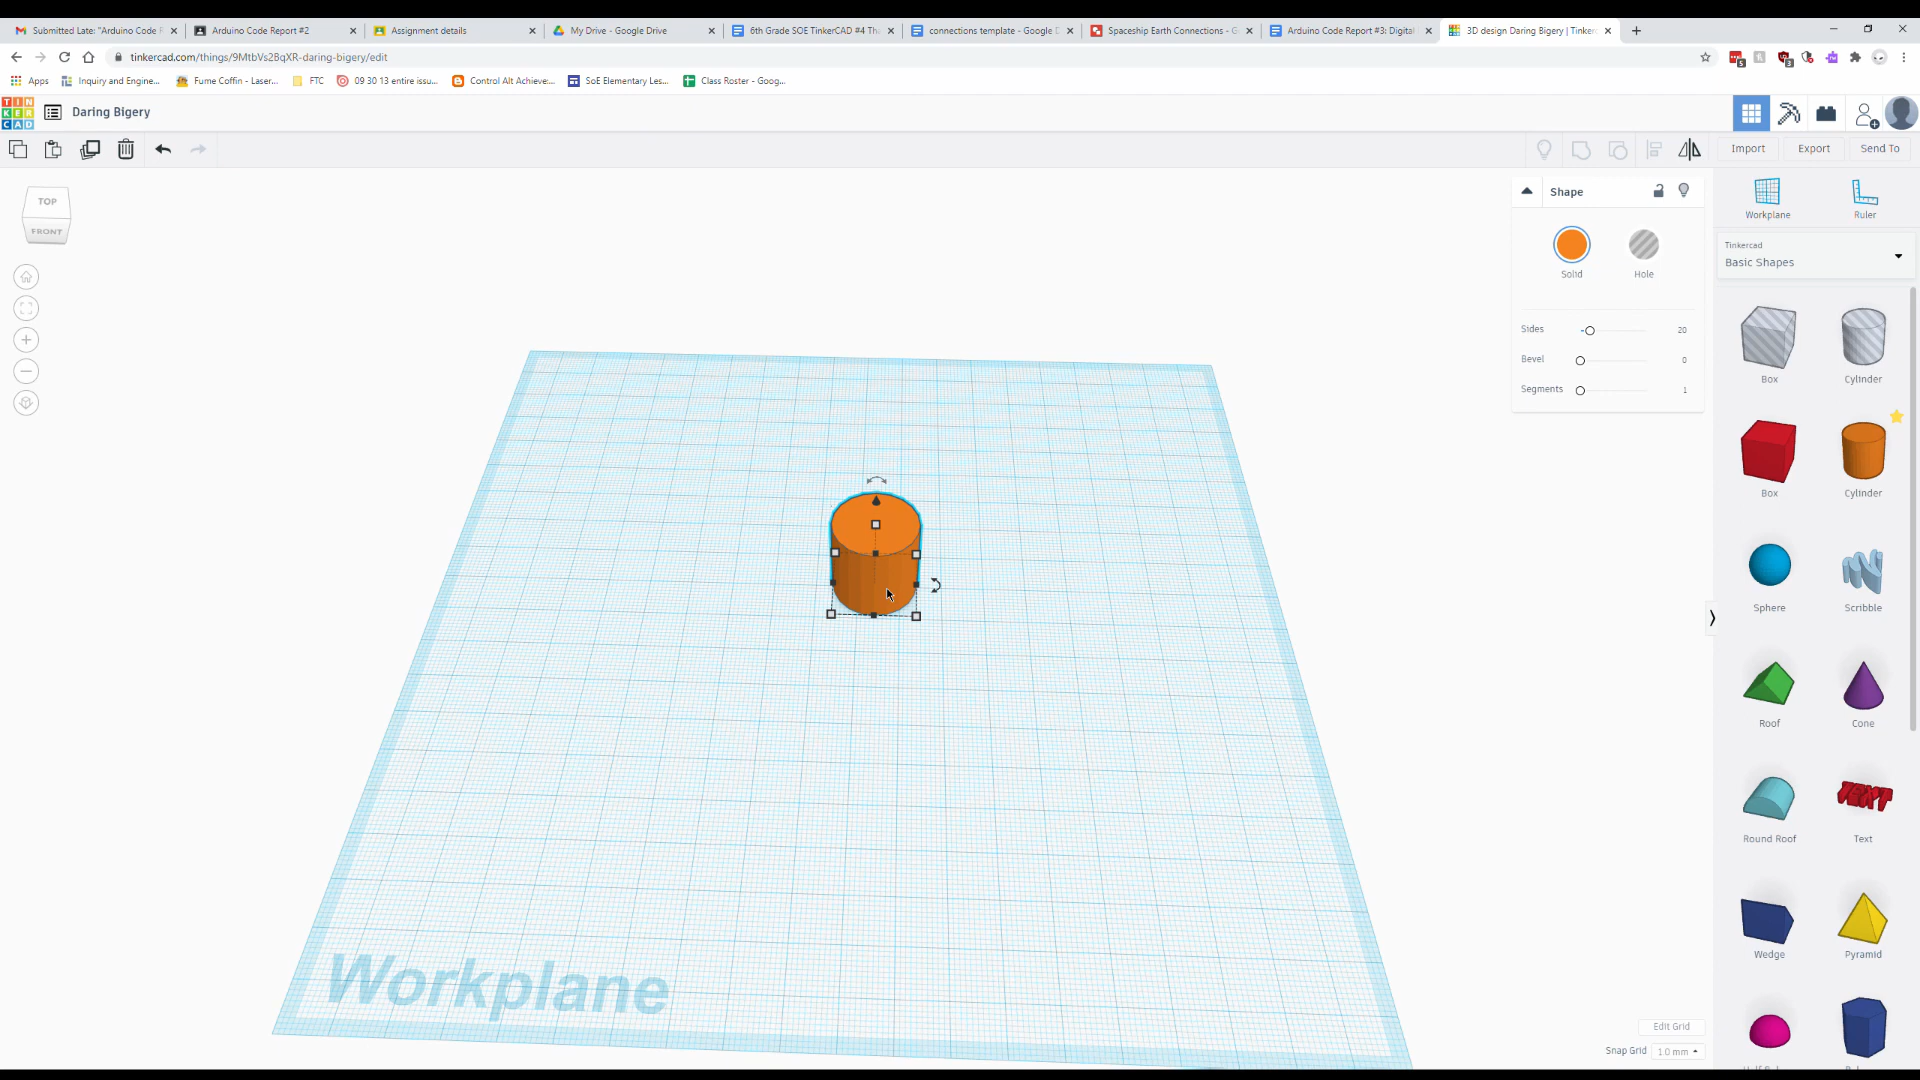 Submitted Late: "Arduino Code R
Arduino Code Report #2
Assignment details
My Drive - Google Drive
6th Grade SOE TinkerCAD #4 Th
connections template - Google D
Spaceship Earth Connections - G
Arduino Code Report #3: Digital
3D design Daring Bigery | Tinker
tinkercad.com/things/9MtbVs2BqXR-daring-bigery/edit
Apps
Inquiry and Engine...
Fume Coffin - Laser...
FTC
09 30 13 entire issu...
Control Alt Achieve:...
SoE Elementary Les...
Class Roster - Goog...
TIN
KER
CAD
Daring Bigery
Import
Export
Send To
TOP
FRONT
Shape
Solid
Hole
Sides
20
Bevel
0
Segments
1
Workplane
Ruler
Tinkercad
Basic Shapes
Box
Cylinder
Box
Cylinder
Sphere
Scribble
Roof
Cone
Round Roof
TEXT
Text
Wedge
Pyramid
Workplane
Edit Grid
Snap Grid
1.0 mm